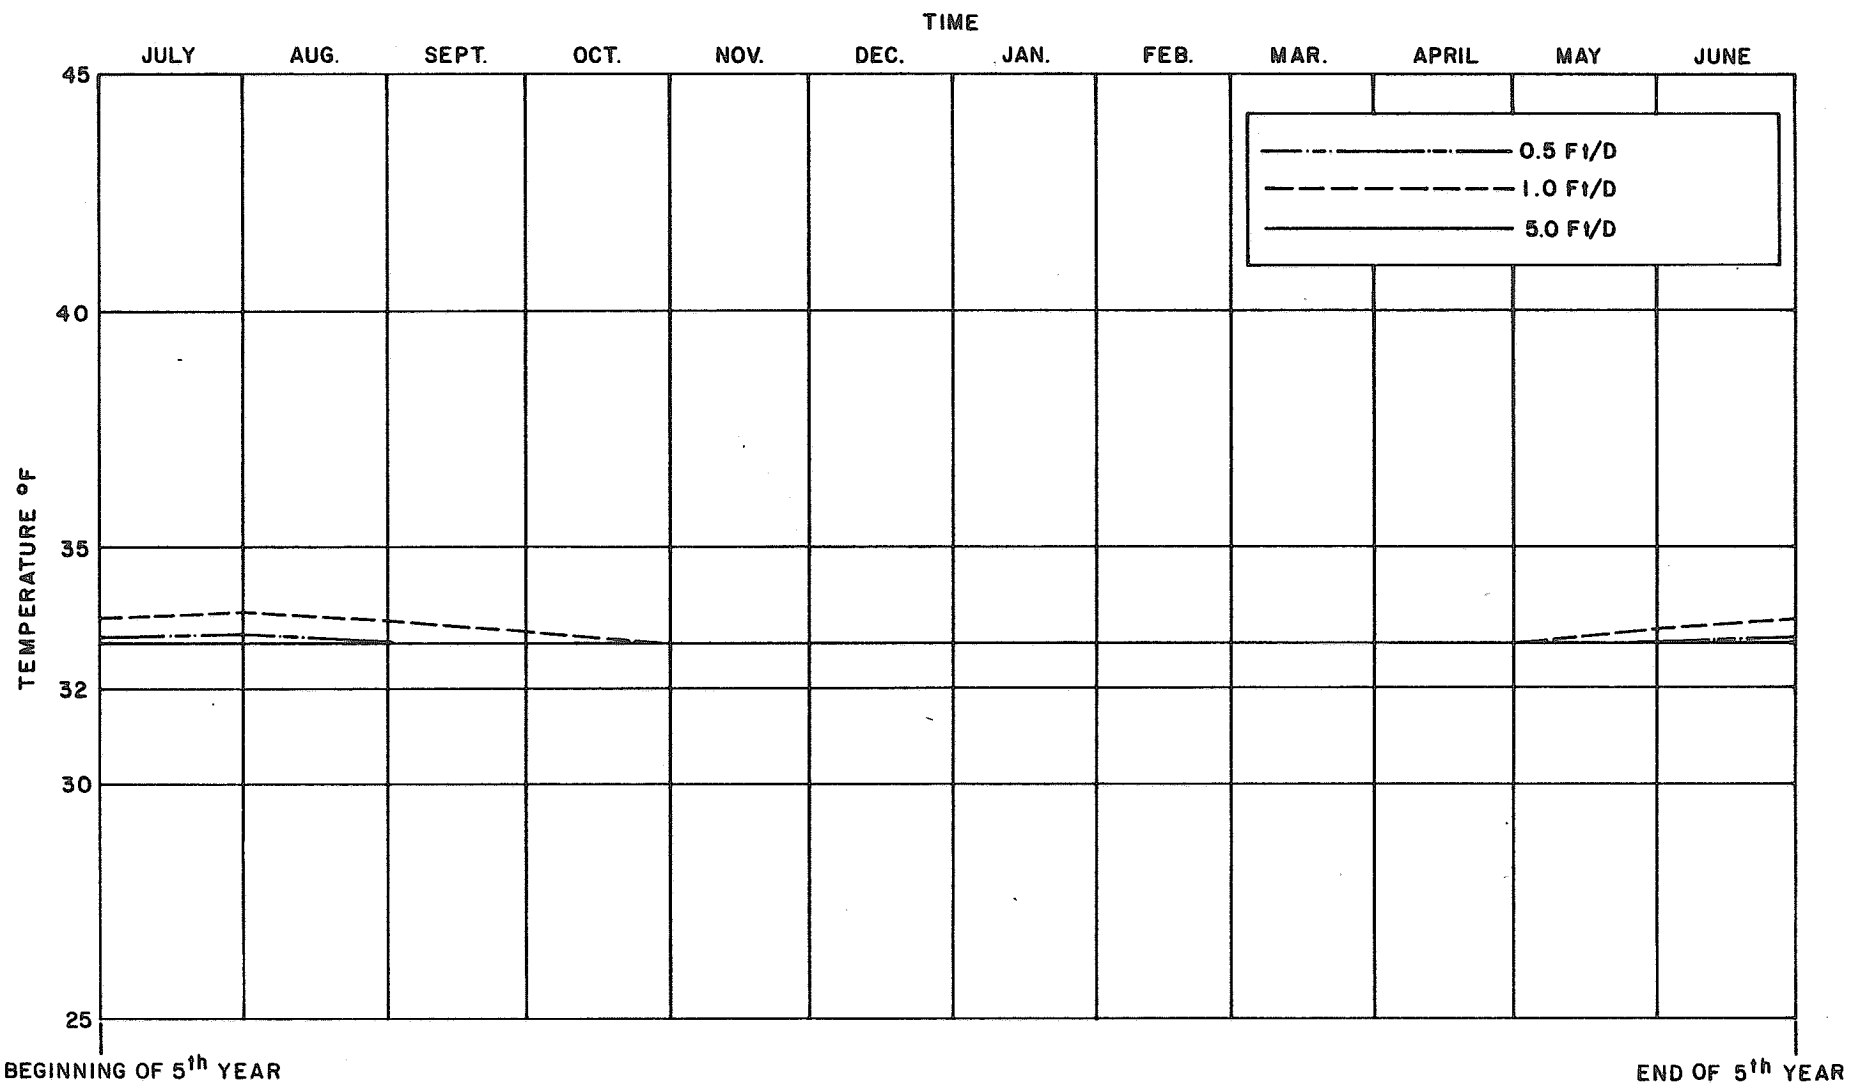 TIME
JULY AUG. SEPT. OCT. NOV. DEC. JAN. FEB. MAR. APRIL MAY JUNE
45
0.5 Ft/D
1.0 Ft/D
5.0 Ft/D
40
35
TEMPERATURE °F
32
30
25
BEGINNING OF 5th YEAR
END OF 5th YEAR